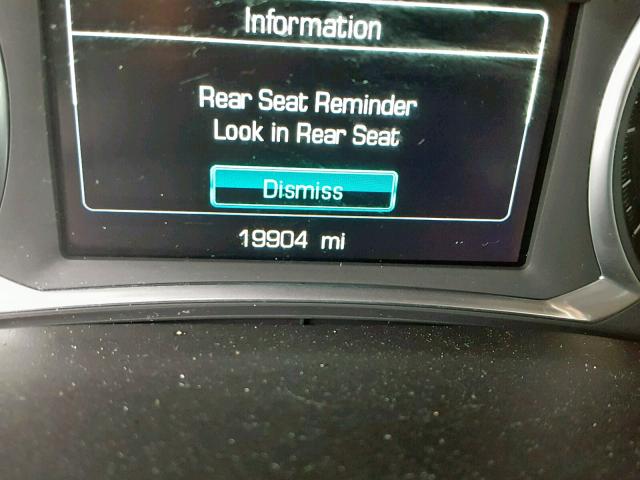 Information
Rear Seat Reminder
Look in Rear Seat
Dismiss
19904 mi